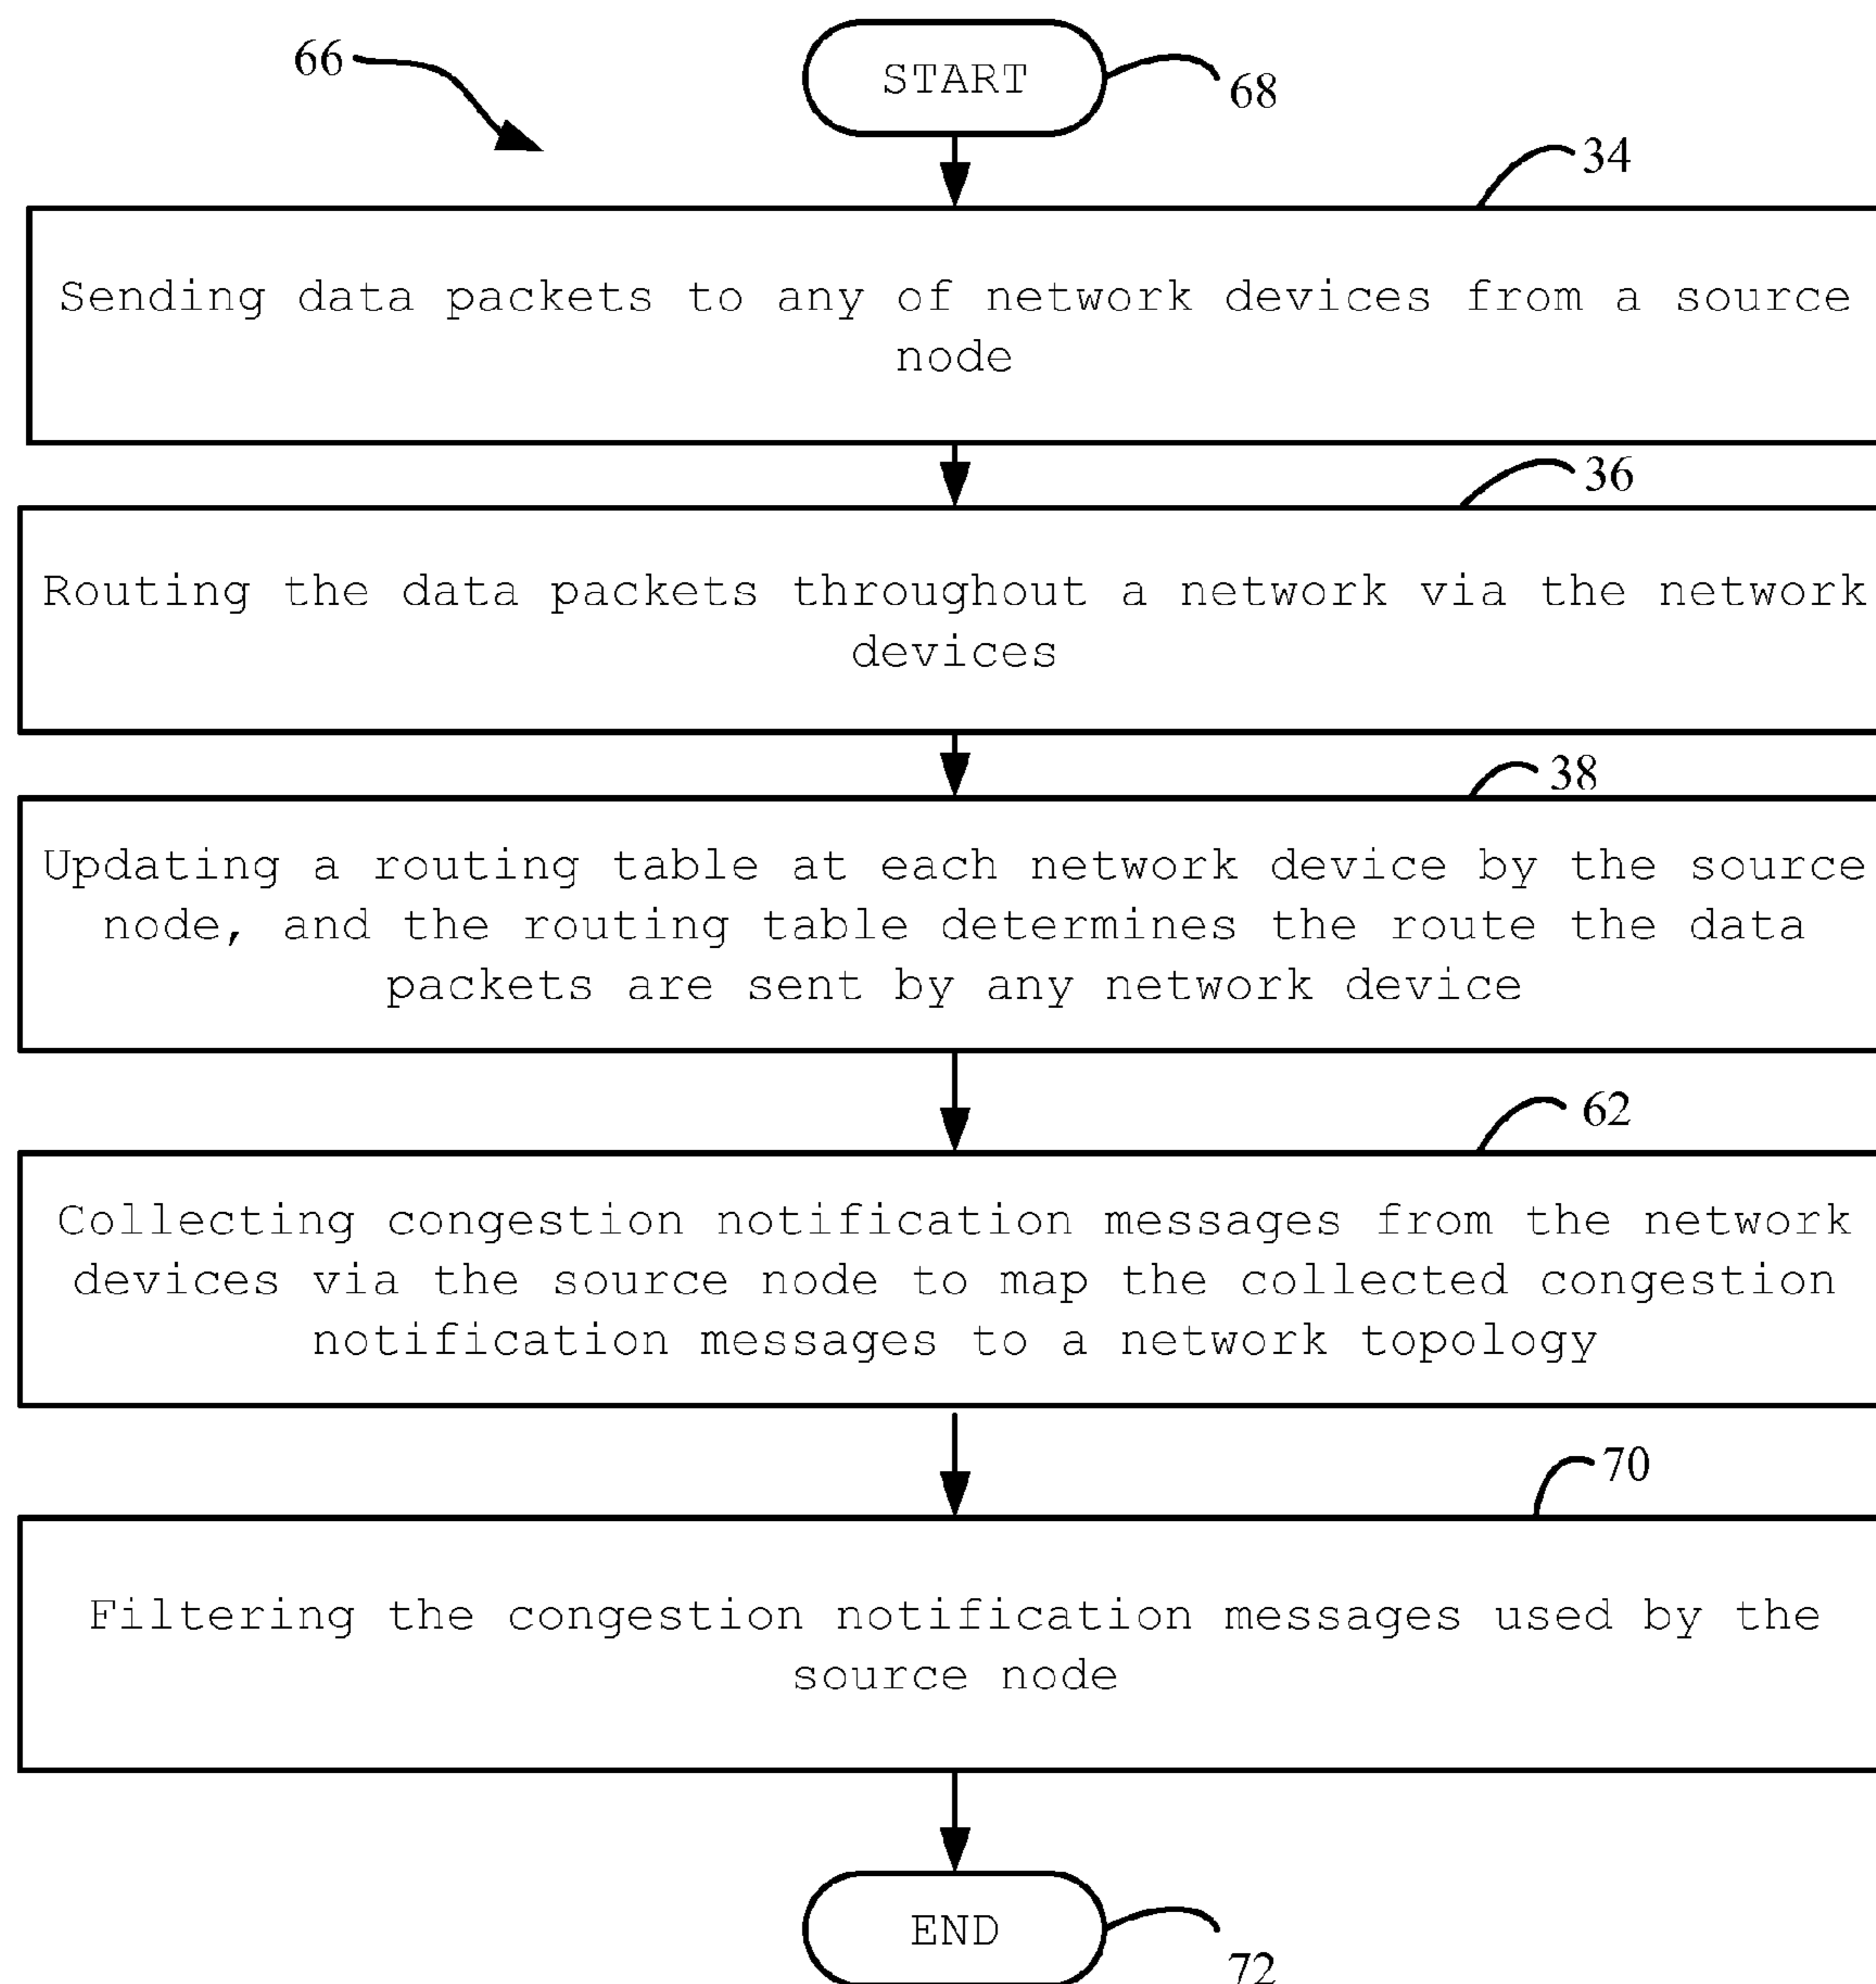 66
START
68
34
Sending data packets to any of network devices from a source
node
36
Routing the data packets throughout a network via the network
devices
38
Updating a routing table at each network device by the source
node, and the routing table determines the route the data
packets are sent by any network device
62
Collecting congestion notification messages from the network
devices via the source node to map the collected congestion
notification messages to a network topology
70
Filtering the congestion notification messages used by the
source node
END
72